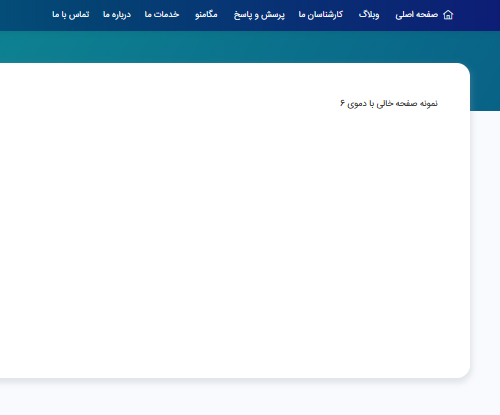 صفحه اصلی
وبلاگ
کارشناسان ما
پرسش و پاسخ
مگامنو
خدمات ما
درباره ما
تماس با ما
نمونه صفحه خالی با دموی ۶